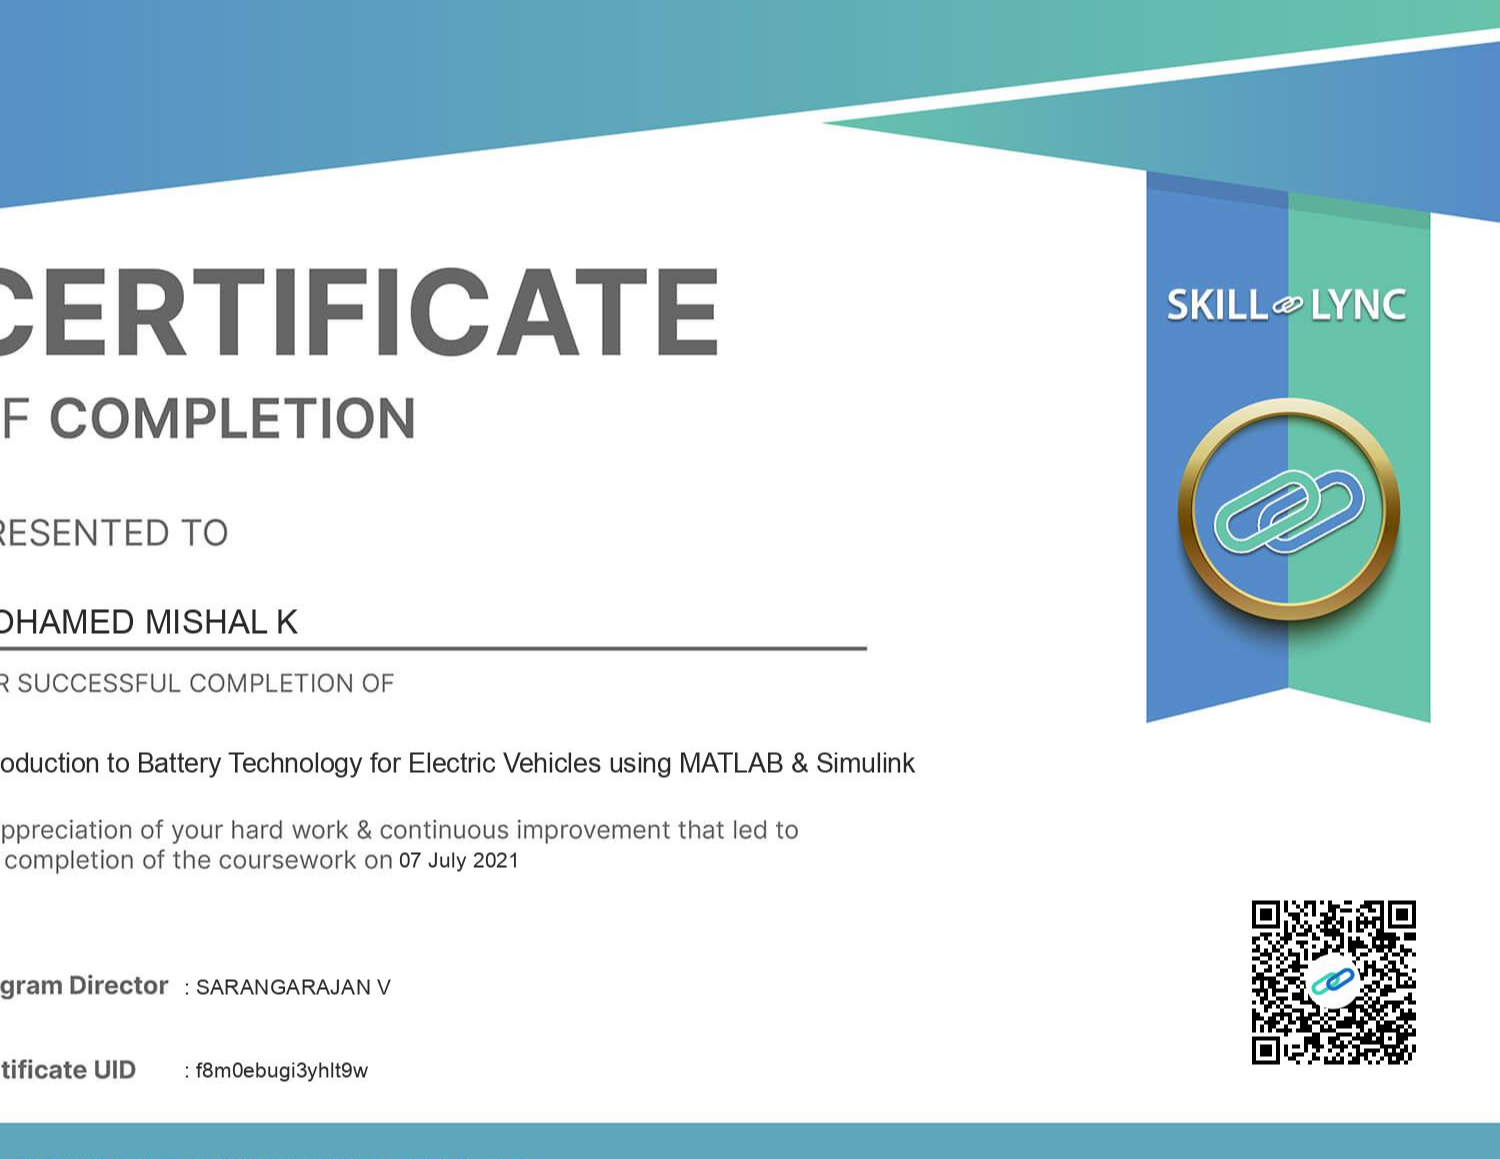 SKILL LYNC
CERTIFICATE
OF COMPLETION
RESENTED TO
OHAMED MISHAL K
R SUCCESSFUL COMPLETION OF
oduction to Battery Technology for Electric Vehicles using MATLAB & Simulink
ppreciation of your hard work & continuous improvement that led to
completion of the coursework on 07 July 2021
gram Director : SARANGARAJAN V
tificate UID : f8m0ebugi3yhlt9w